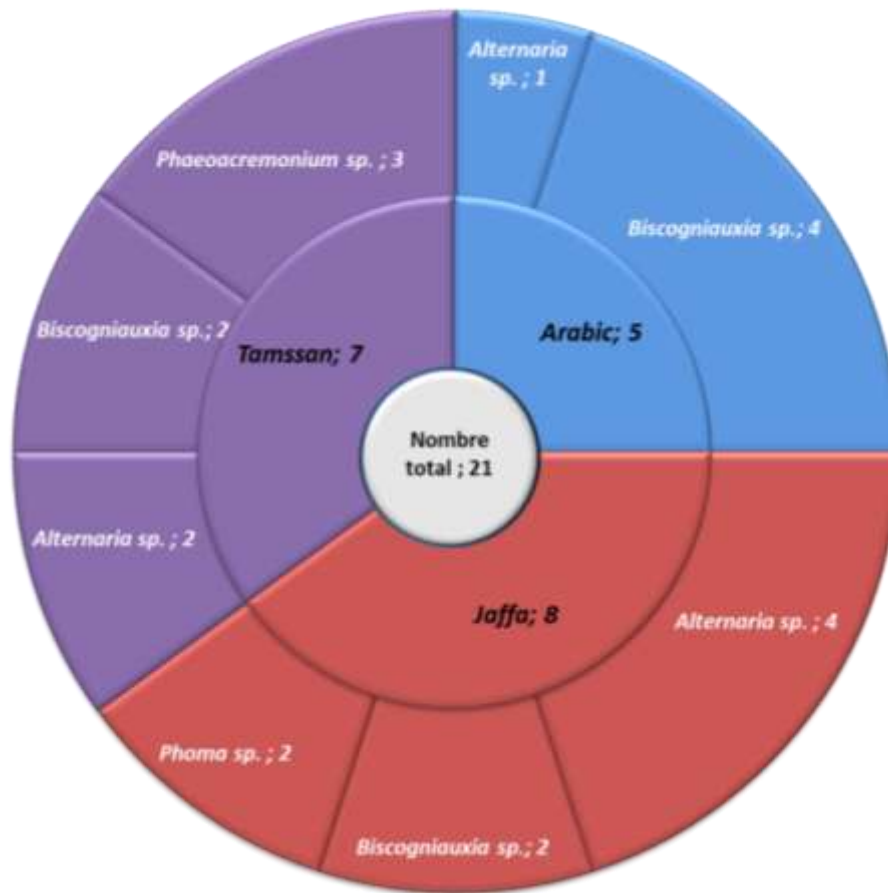 Alternaria
sp. ; 1
Phaeoacremonium sp. ; 3
Biscogniauxia sp.; 4
Biscogniauxia sp.; 2
Tamssan; 7
Arabic; 5
Nombre
total ; 21
Alternaria sp. ; 2
Jaffa; 8
Alternaria sp. ; 4
Phoma sp. ; 2
Biscogniauxia sp.; 2